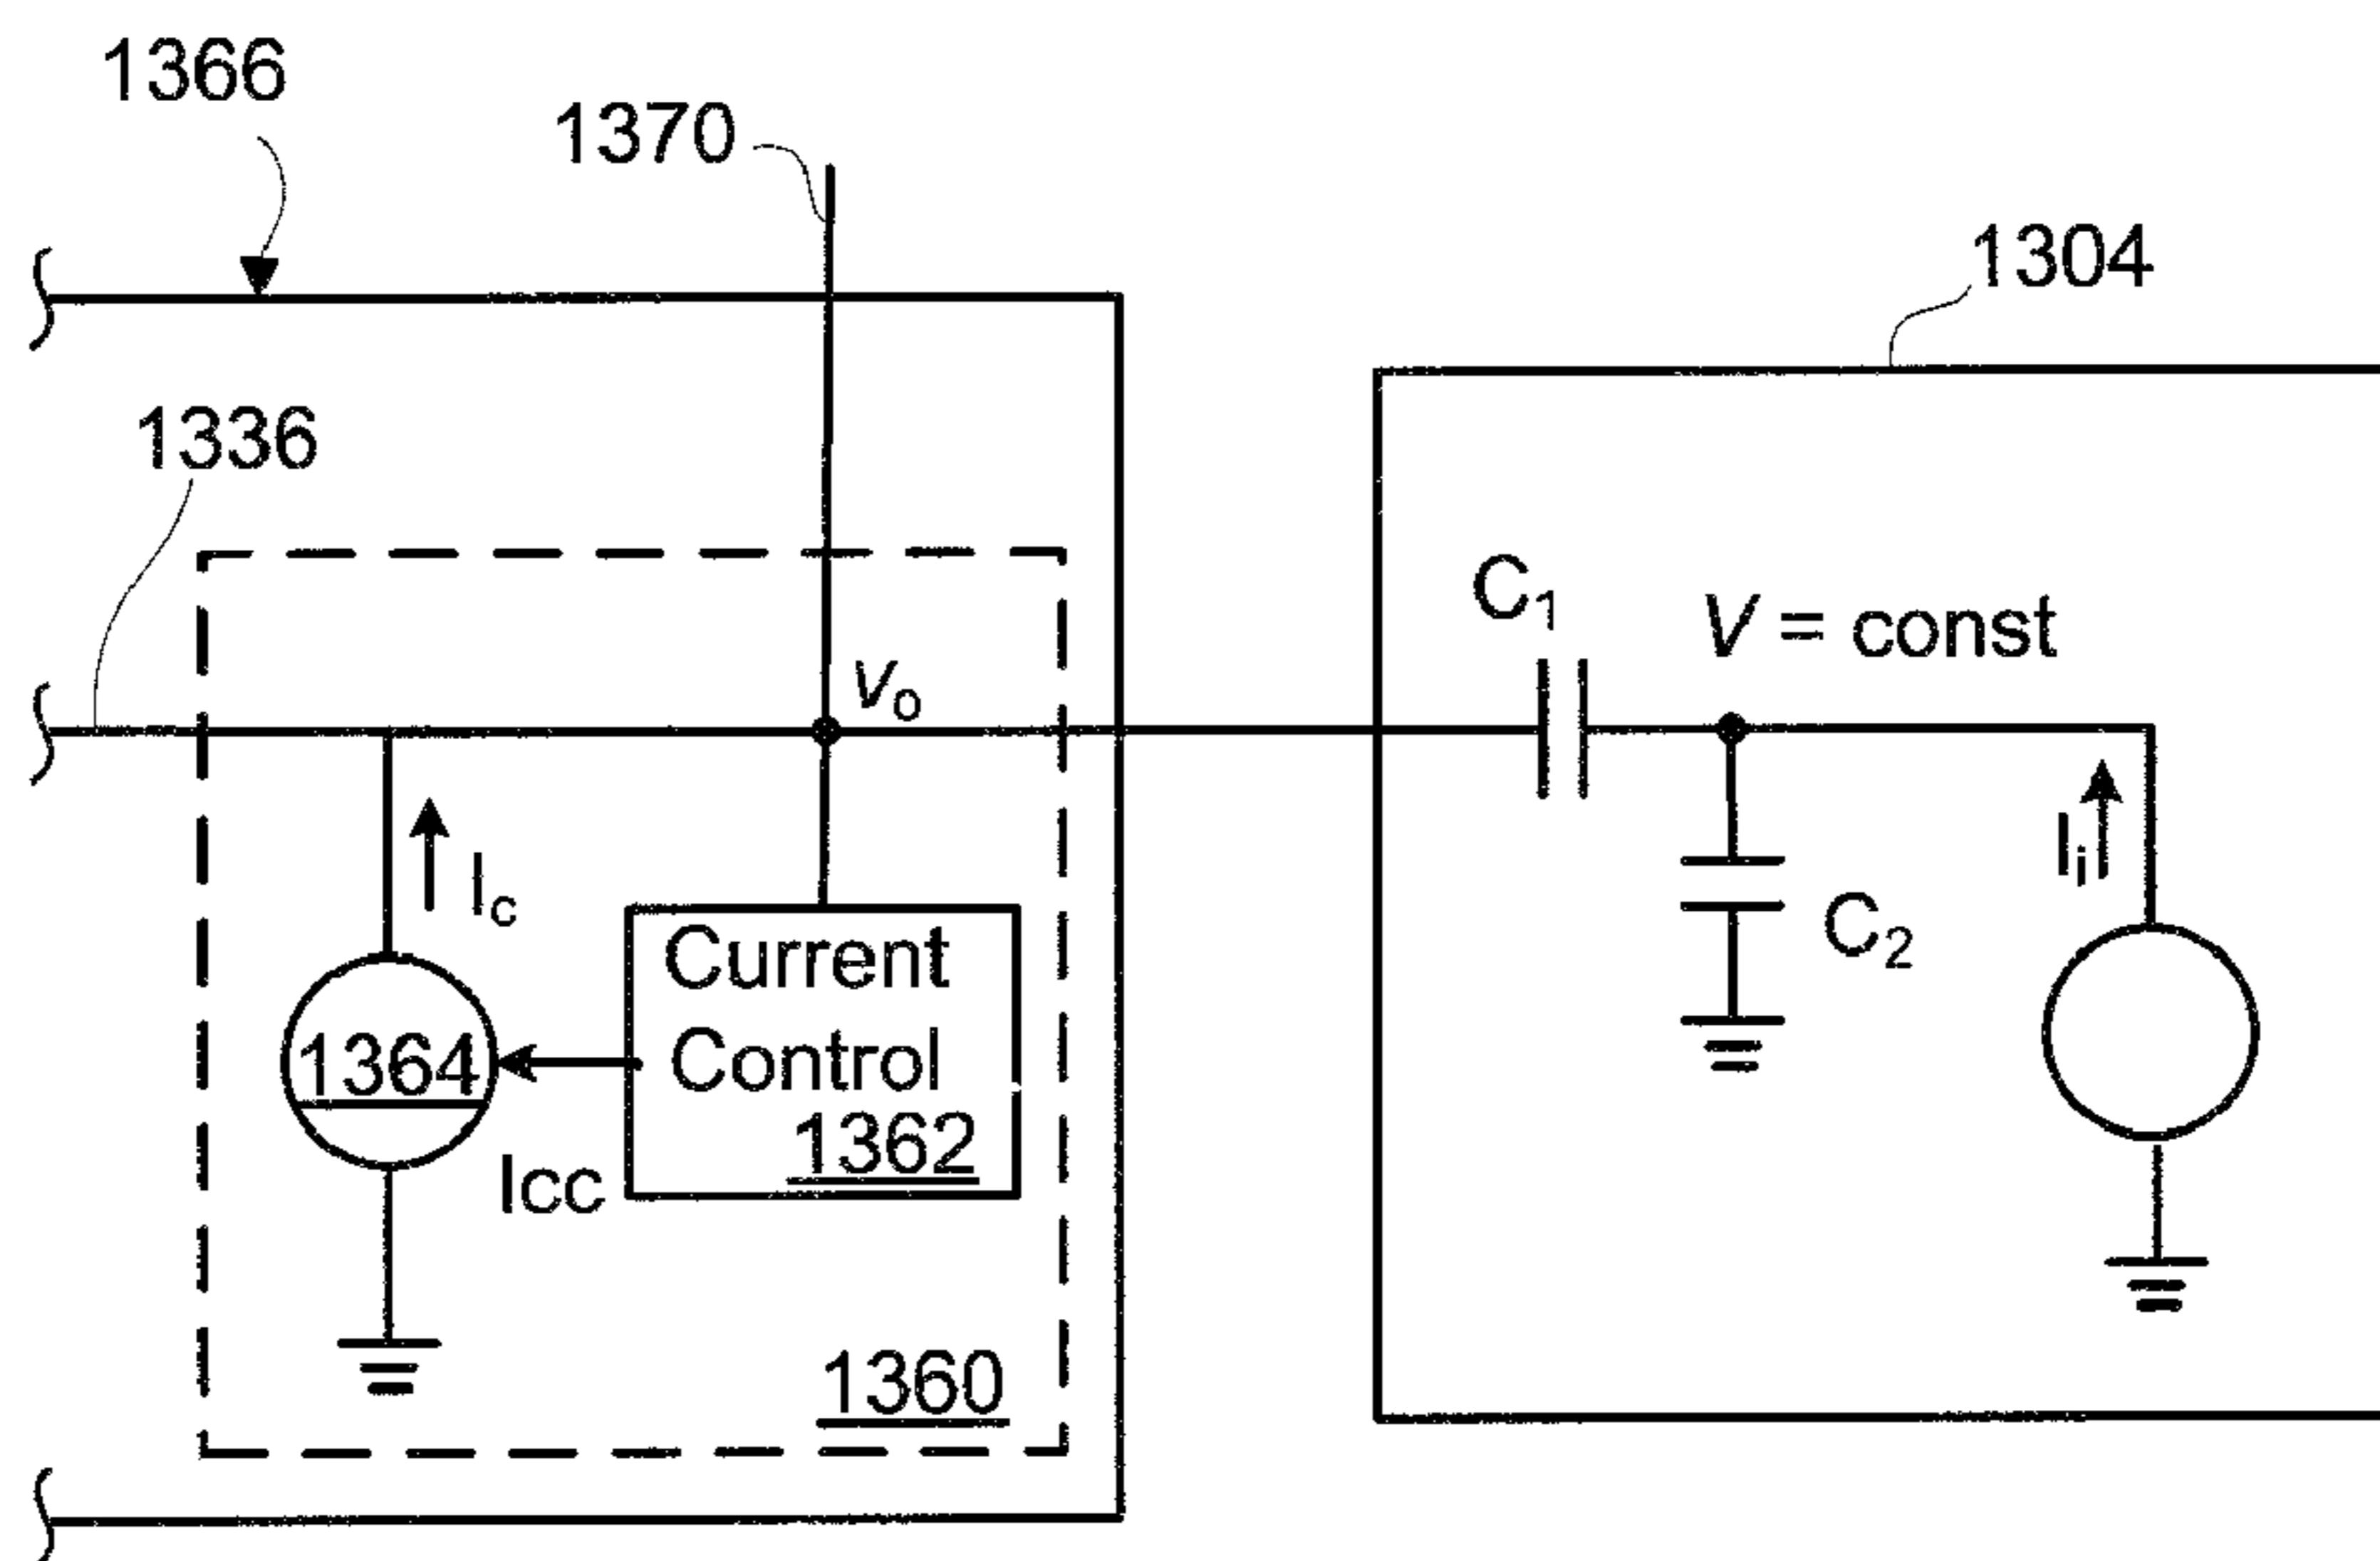 1366
1370
1304
1336
C1
V = const
vo
Ic
Ii
C2
Current
Control
1362
1364
Icc
1360